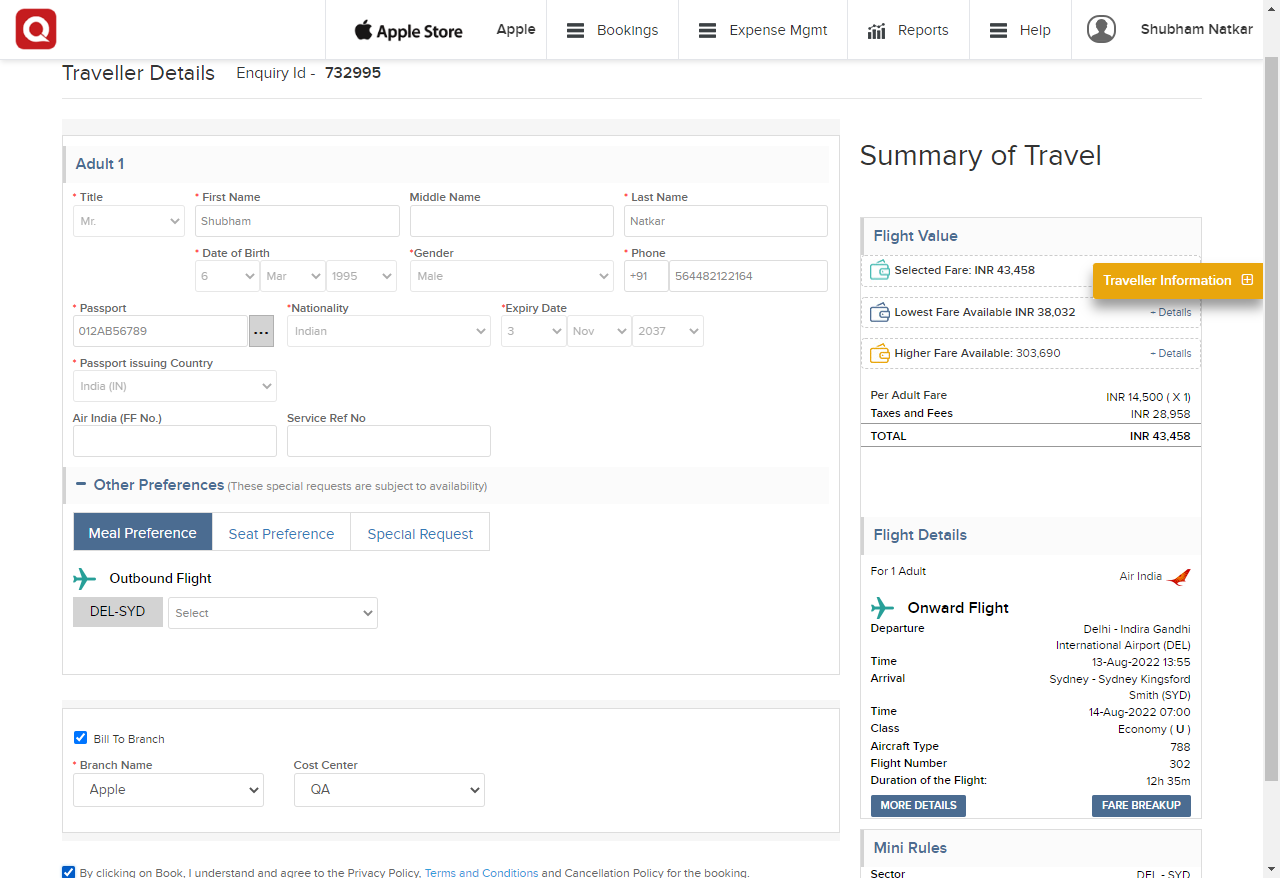 Apple Store Apple Bookings Expense Mgmt Reports Help Shubham Natkar
Traveller Details Enquiry Id - 732995
Adult 1
* Title * First Name Middle Name * Last Name
Mr. Shubham Natkar
* Date of Birth *Gender * Phone
6 Mar 1995 Male +91 564482122164
* Passport *Nationality *Expiry Date
012AB56789 ... Indian 3 Nov 2037
* Passport issuing Country
India (IN)
Air India (FF No.) Service Ref No
− Other Preferences (These special requests are subject to availability)
Meal Preference Seat Preference Special Request
Outbound Flight
DEL-SYD Select
Bill To Branch
* Branch Name Cost Center
Apple QA
By clicking on Book, I understand and agree to the Privacy Policy, Terms and Conditions and Cancellation Policy for the booking.
Summary of Travel
Flight Value
Selected Fare: INR 43,458
Traveller Information
Lowest Fare Available INR 38,032 - Details
Higher Fare Available: 303,690 + Details
Per Adult Fare INR 14,500 ( X 1)
Taxes and Fees INR 28,958
TOTAL INR 43,458
Flight Details
For 1 Adult Air India
Onward Flight
Departure Delhi - Indira Gandhi
International Airport (DEL)
Time 13-Aug-2022 13:55
Arrival Sydney - Sydney Kingsford
Smith (SYD)
Time 14-Aug-2022 07:00
Class Economy ( U )
Aircraft Type 788
Flight Number 302
Duration of the Flight: 12h 35m
MORE DETAILS FARE BREAKUP
Mini Rules
Sector DEL - SYD